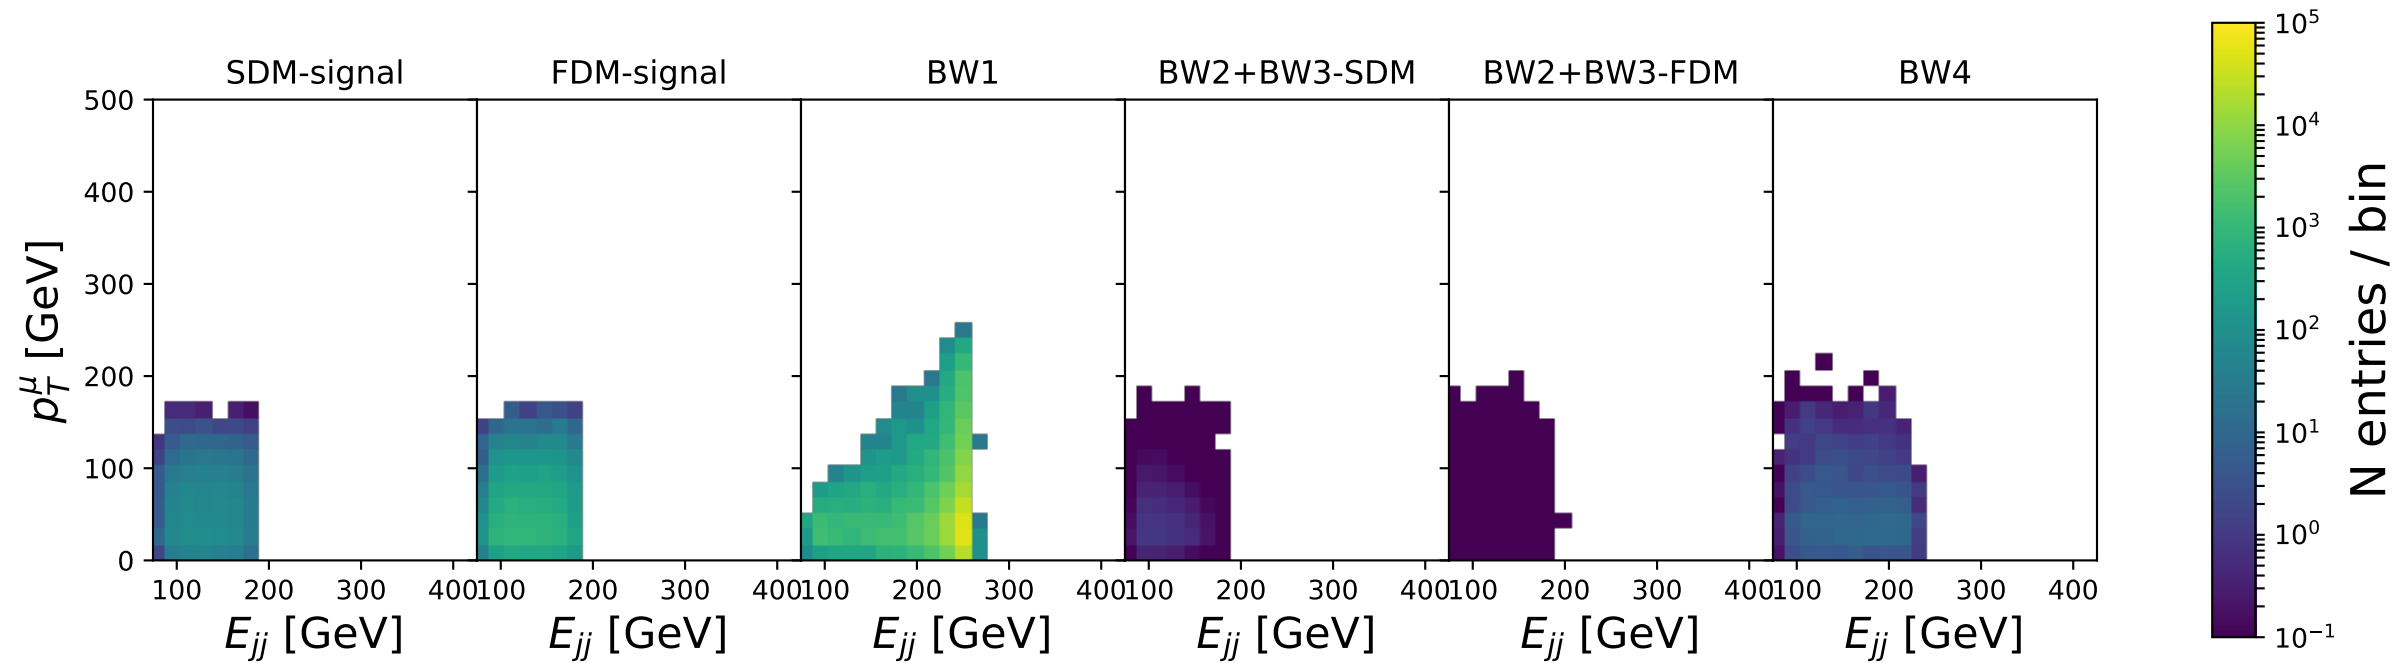 SDM-signal FDM-signal BW1 BW2+BW3-SDM BW2+BW3-FDM BW4
500
400
300
200
100
0
p_T^μ [GeV]
100 200 300 400 100 200 300 400 100 200 300 400 100 200 300 400 100 200 300 400 100 200 300 400
E_jj [GeV] E_jj [GeV] E_jj [GeV] E_jj [GeV] E_jj [GeV] E_jj [GeV]
10^5
10^4
10^3
10^2
10^1
10^0
10^−1
N entries / bin